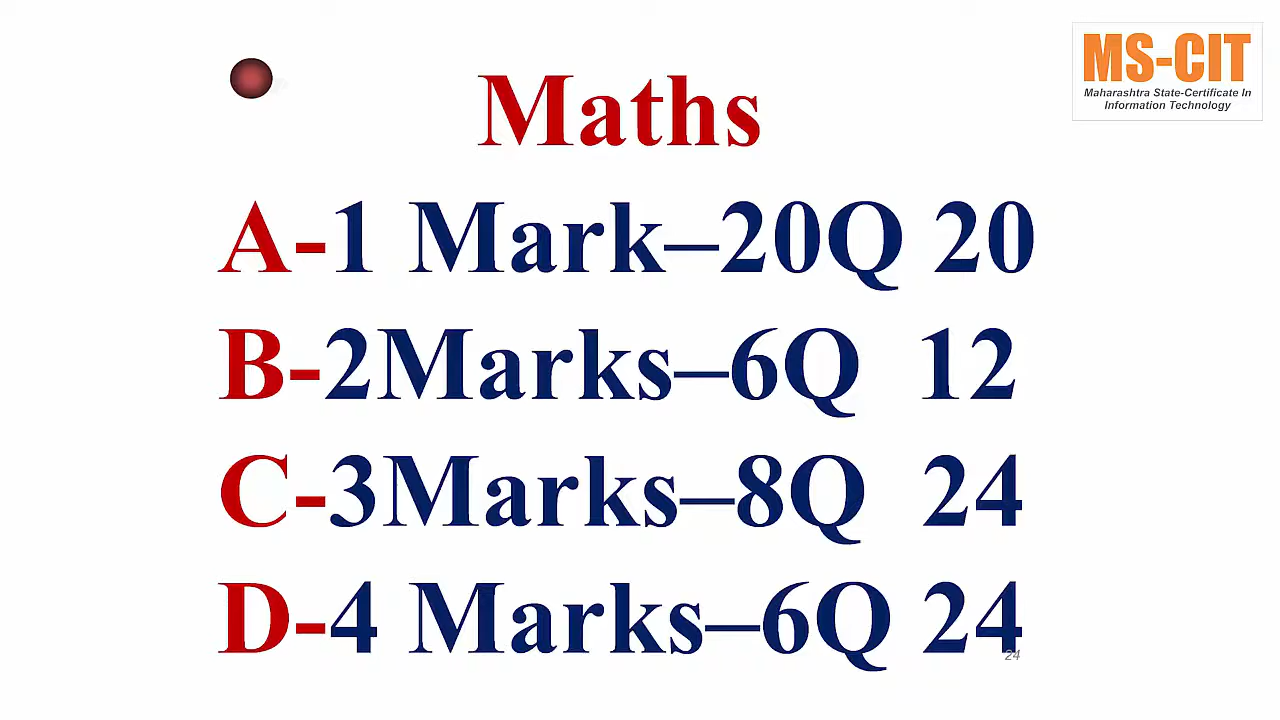 MS-CIT
Maharashtra State-Certificate In
Information Technology
Maths
A-1 Mark–20Q 20
B-2Marks–6Q 12
C-3Marks–8Q 24
D-4 Marks–6Q 24
24